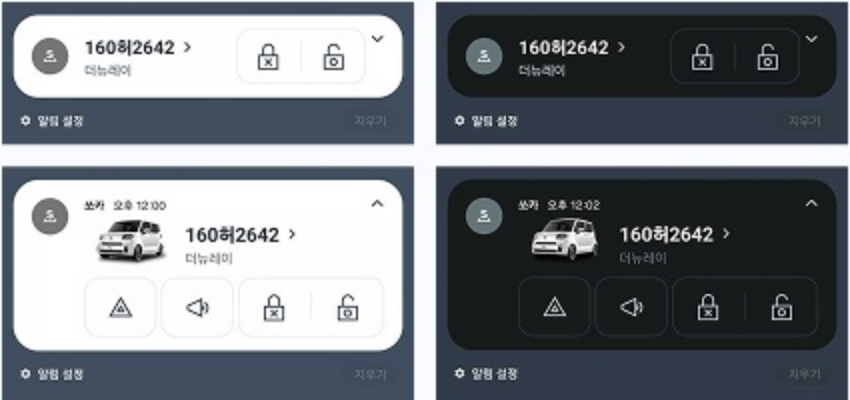 160허2642
더뉴레이
알림 설정
지우기
160허2642
더뉴레이
알림 설정
지우기
쏘카 오후 12:00
160허2642
더뉴레이
알림 설정
지우기
쏘카 오후 12:02
160허2642
더뉴레이
알림 설정
지우기